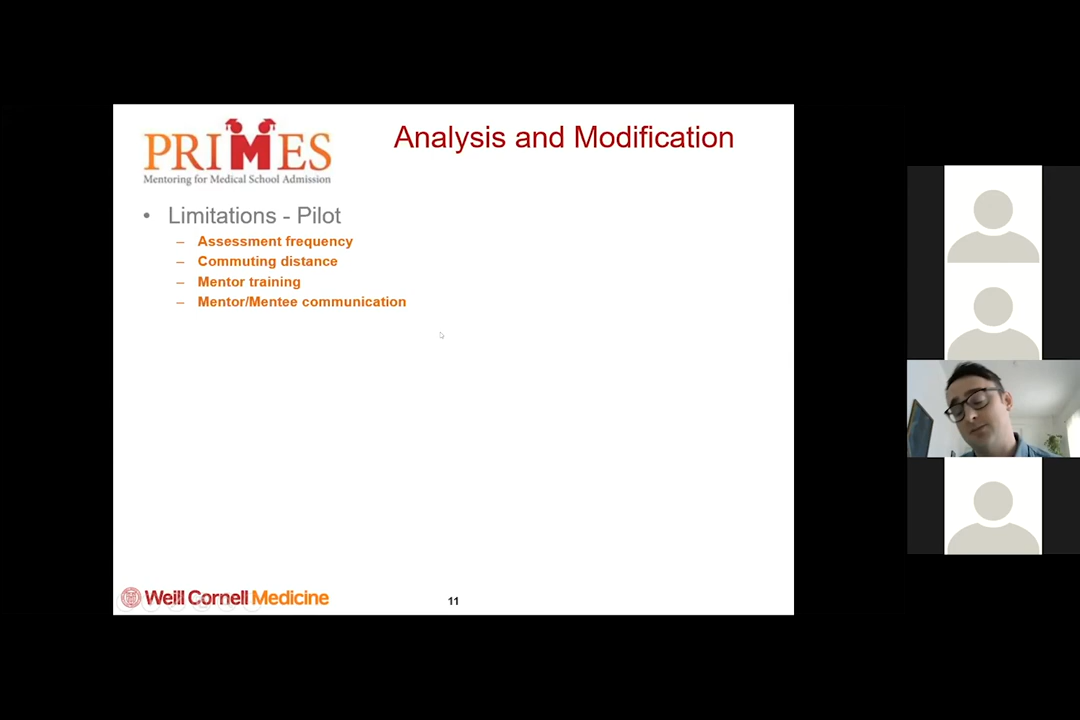 PRIMES
Mentoring for Medical School Admission
Analysis and Modification
• Limitations - Pilot
– Assessment frequency
– Commuting distance
– Mentor training
– Mentor/Mentee communication
Weill Cornell Medicine
11